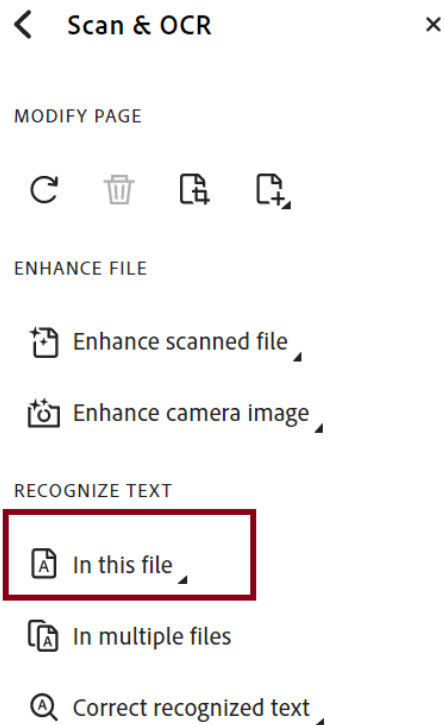 Scan & OCR
MODIFY PAGE
ENHANCE FILE
Enhance scanned file
Enhance camera image
RECOGNIZE TEXT
In this file
In multiple files
Correct recognized text